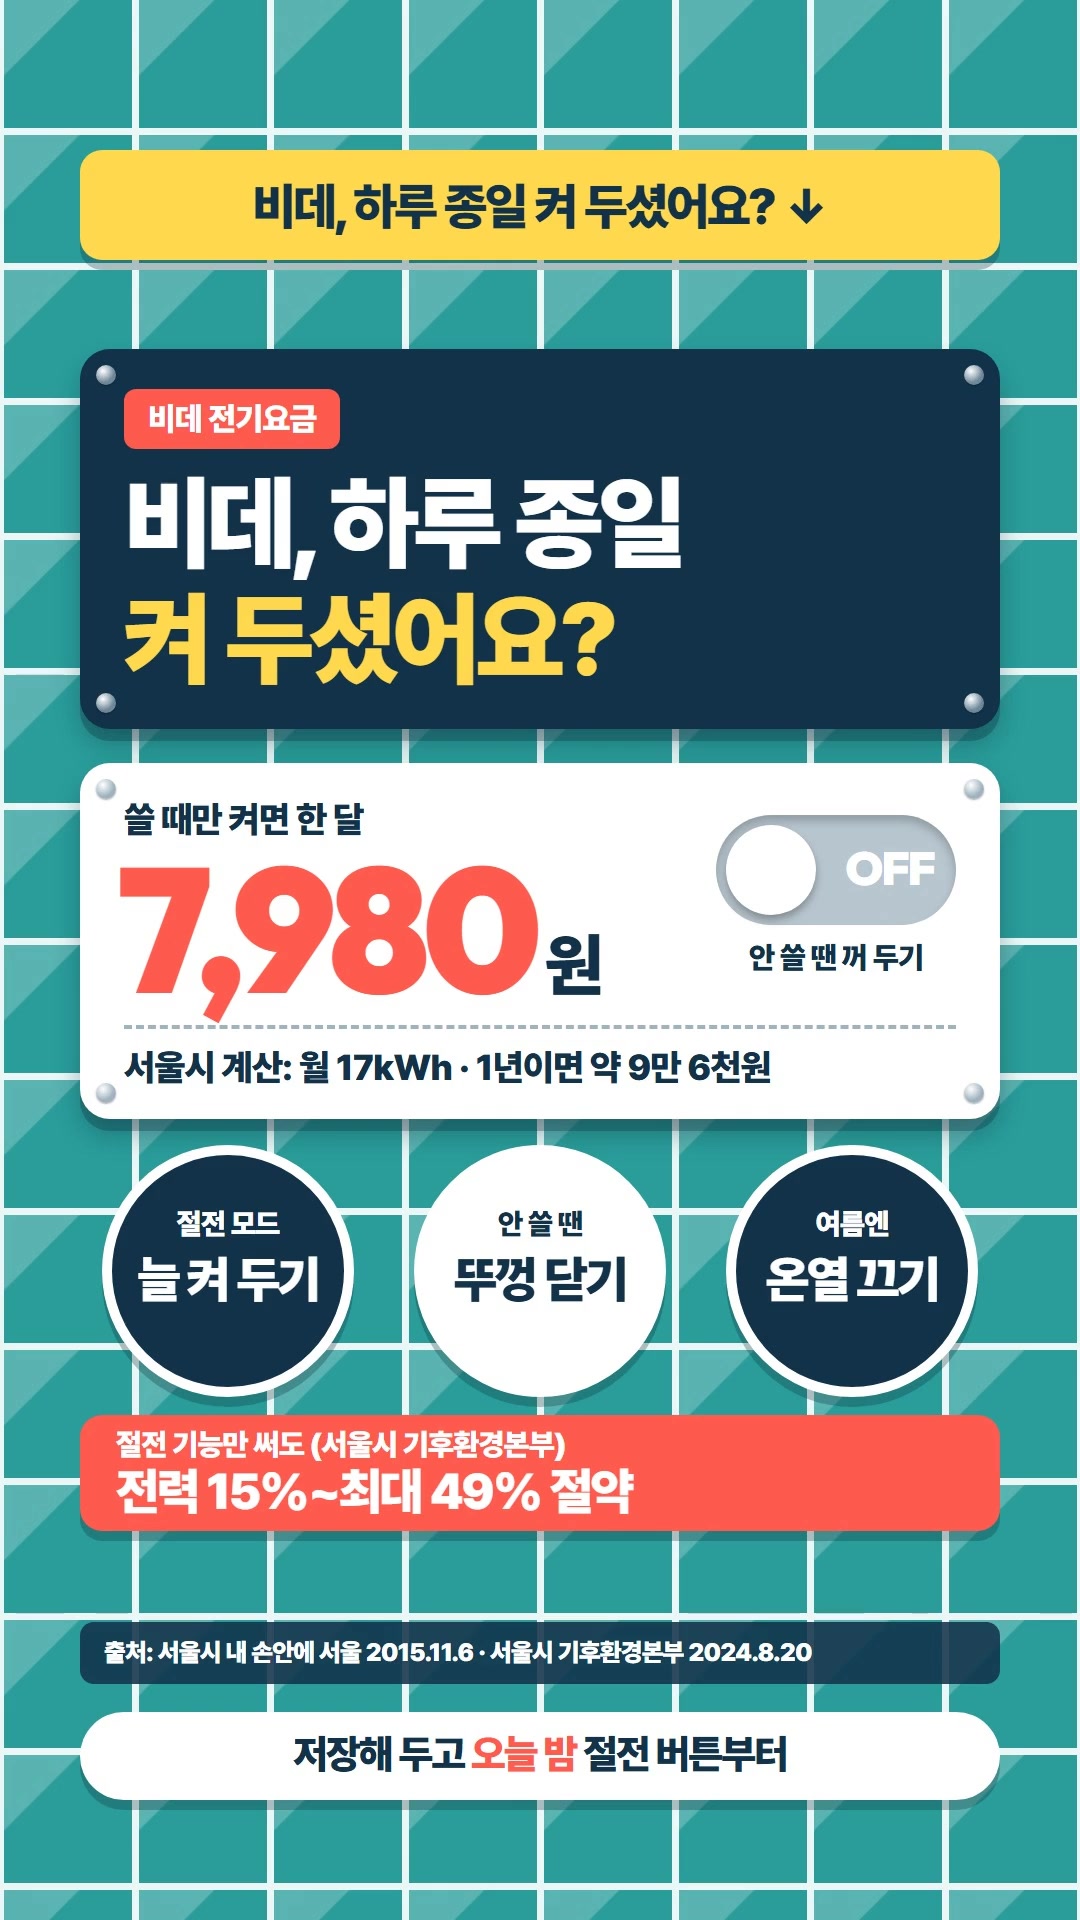 비데, 하루 종일 켜 두셨어요? ↓
비데 전기요금
비데, 하루 종일
켜 두셨어요?
쓸 때만 켜면 한 달
7,980원
OFF
안 쓸 땐 꺼 두기
서울시 계산: 월 17kWh · 1년이면 약 9만 6천원
절전 모드
늘 켜 두기
안 쓸 땐
뚜껑 닫기
여름엔
온열 끄기
절전 기능만 써도 (서울시 기후환경본부)
전력 15%~최대 49% 절약
출처: 서울시 내 손안에 서울 2015.11.6 · 서울시 기후환경본부 2024.8.20
저장해 두고 오늘 밤 절전 버튼부터